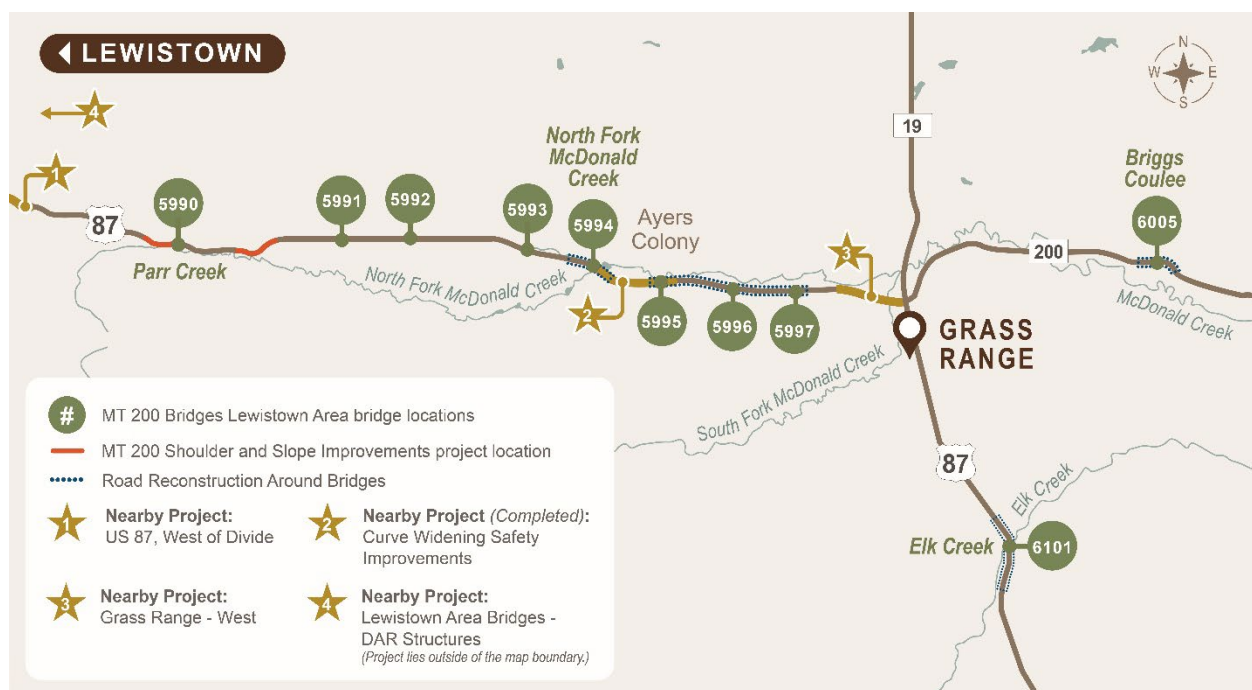 LEWISTOWN
N
W E
S
4
1
87
5990
Parr Creek
5991
5992
5993
North Fork
McDonald
Creek
5994
Ayers
Colony
North Fork McDonald Creek
2
5995
5996
5997
3
19
200
Briggs
Coulee
6005
McDonald Creek
GRASS
RANGE
South Fork McDonald Creek
87
Elk Creek
Elk Creek
6101
# MT 200 Bridges Lewistown Area bridge locations
MT 200 Shoulder and Slope Improvements project location
Road Reconstruction Around Bridges
1 Nearby Project:
US 87, West of Divide
2 Nearby Project (Completed):
Curve Widening Safety
Improvements
3 Nearby Project:
Grass Range - West
4 Nearby Project:
Lewistown Area Bridges -
DAR Structures
(Project lies outside of the map boundary.)